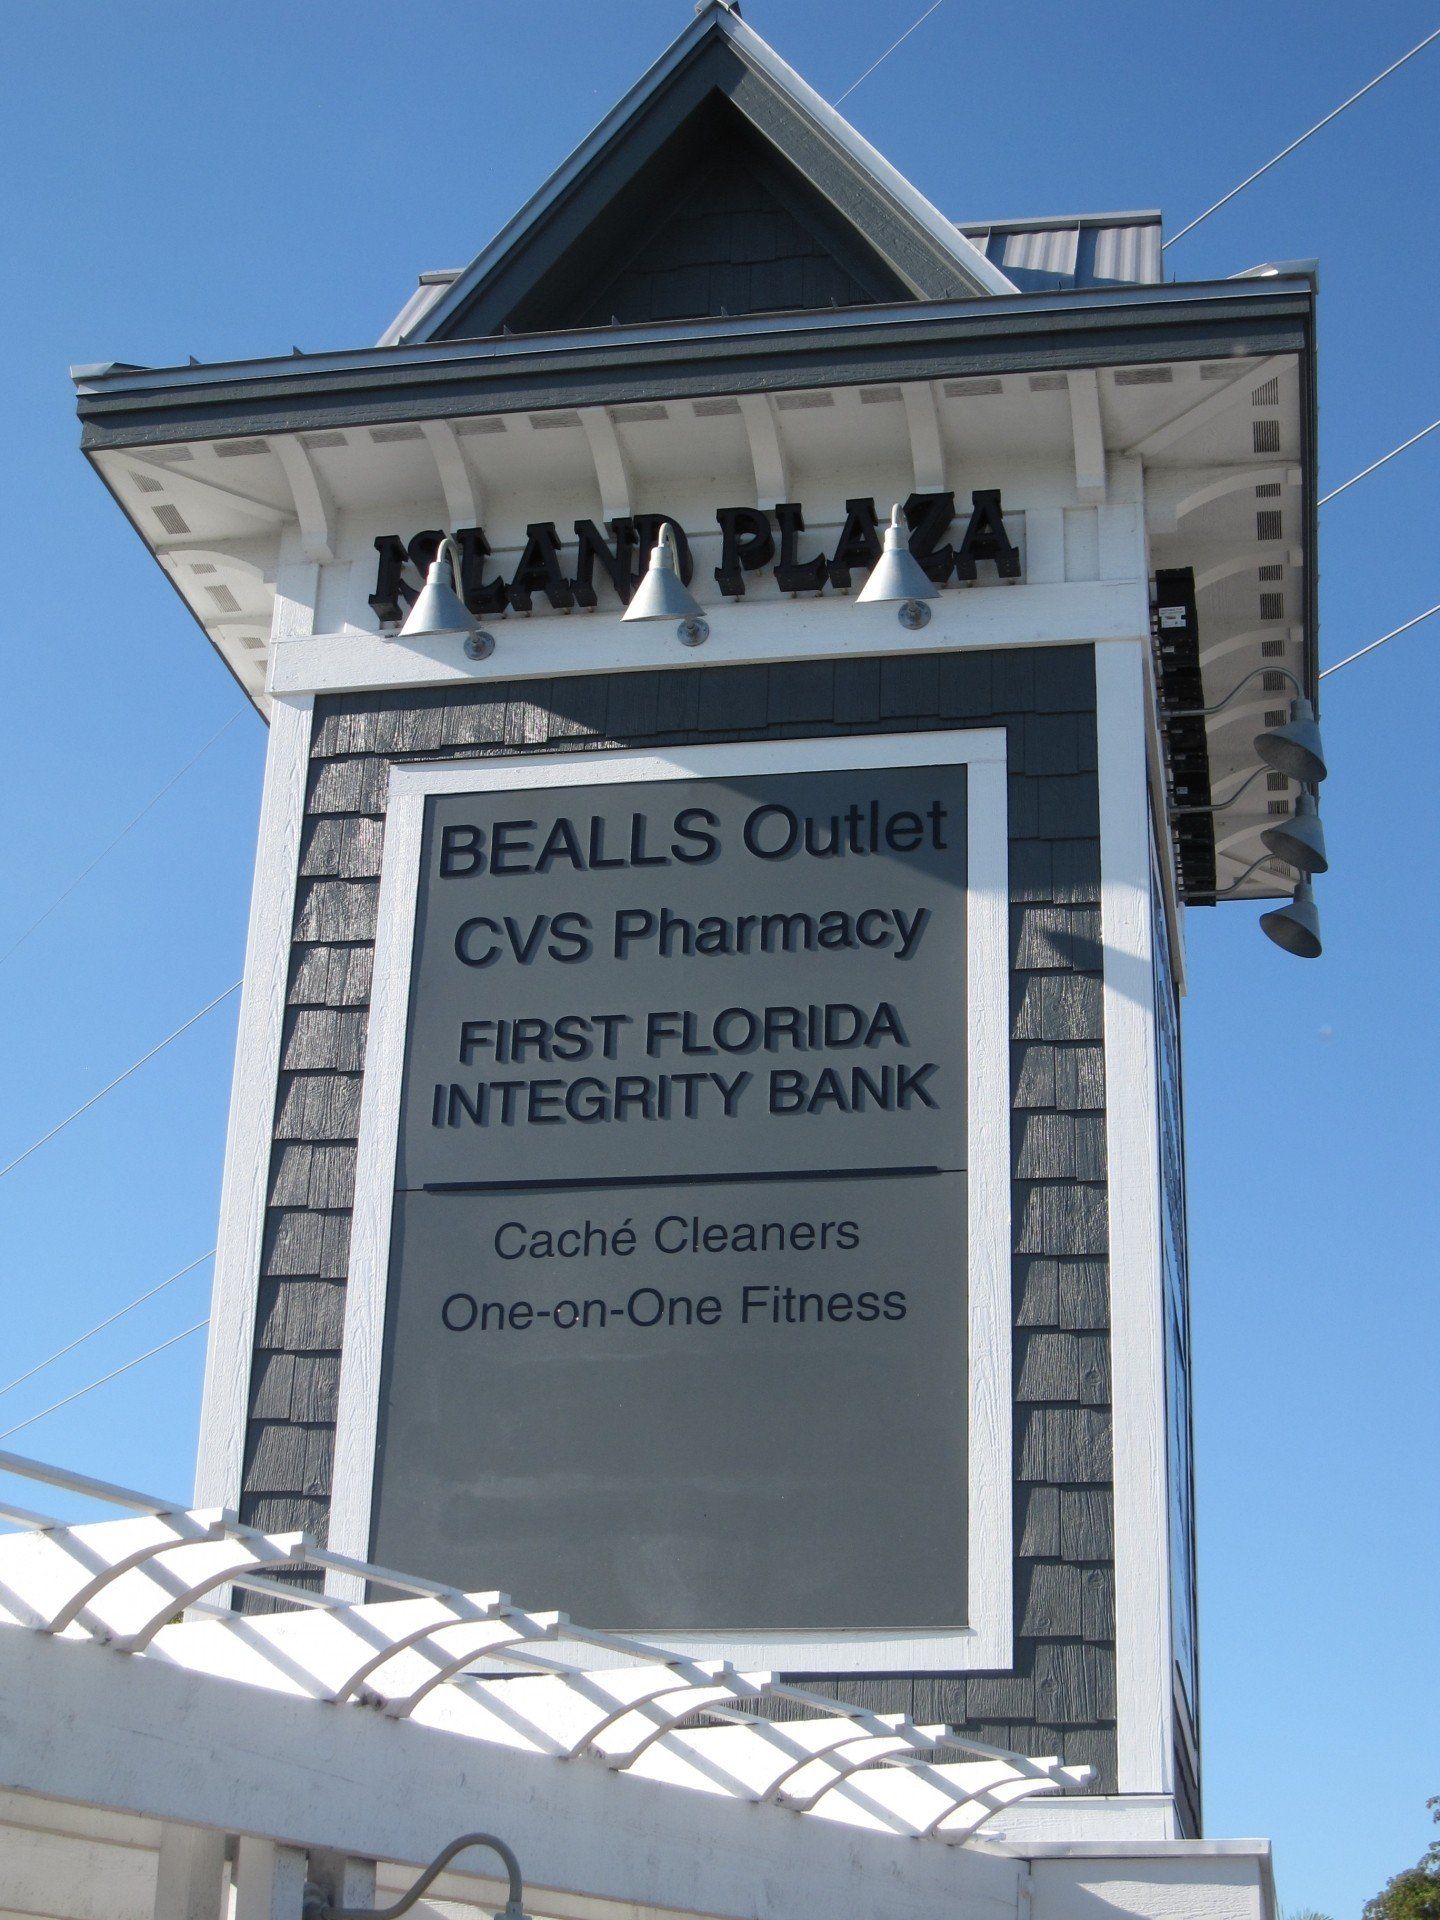 ISLAND PLAZA
BEALLS Outlet
CVS Pharmacy
FIRST FLORIDA
INTEGRITY BANK
Caché Cleaners
One-on-One Fitness